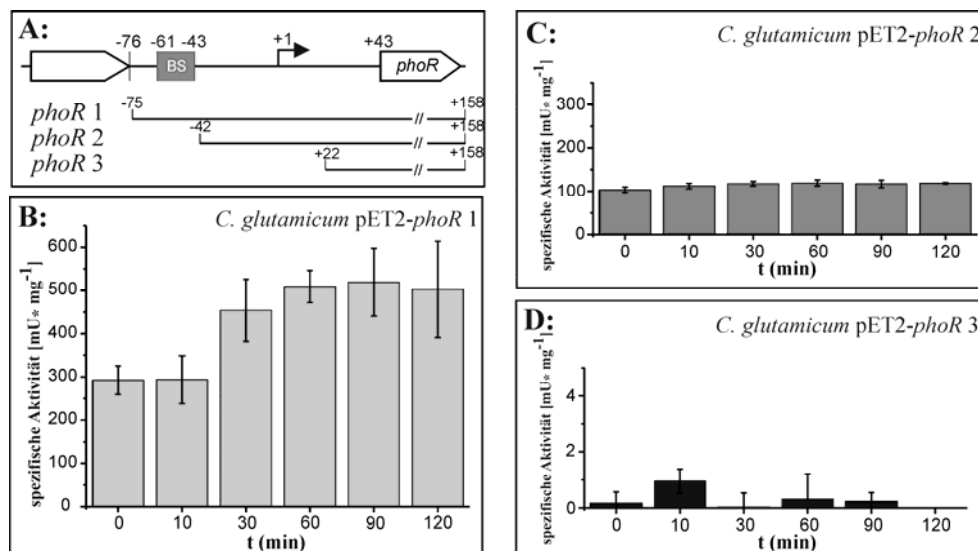 A:
-76 -61 -43 +1 +43
BS phoR
phoR 1 -75 // +158
phoR 2 -42 // +158
phoR 3 +22 // +158
B:
C. glutamicum pET2-phoR 1
spezifische Aktivität [mU* mg-1]
600
500
400
300
300
200
100
0
0 10 30 60 90 120
t (min)
C:
C. glutamicum pET2-phoR 2
spezifische Aktivität [mU* mg-1]
300
200
100
0
0 10 30 60 90 120
t (min)
D:
C. glutamicum pET2-phoR 3
spezifische Aktivität [mU* mg-1]
4
2
0
0 10 30 60 90 120
t (min)